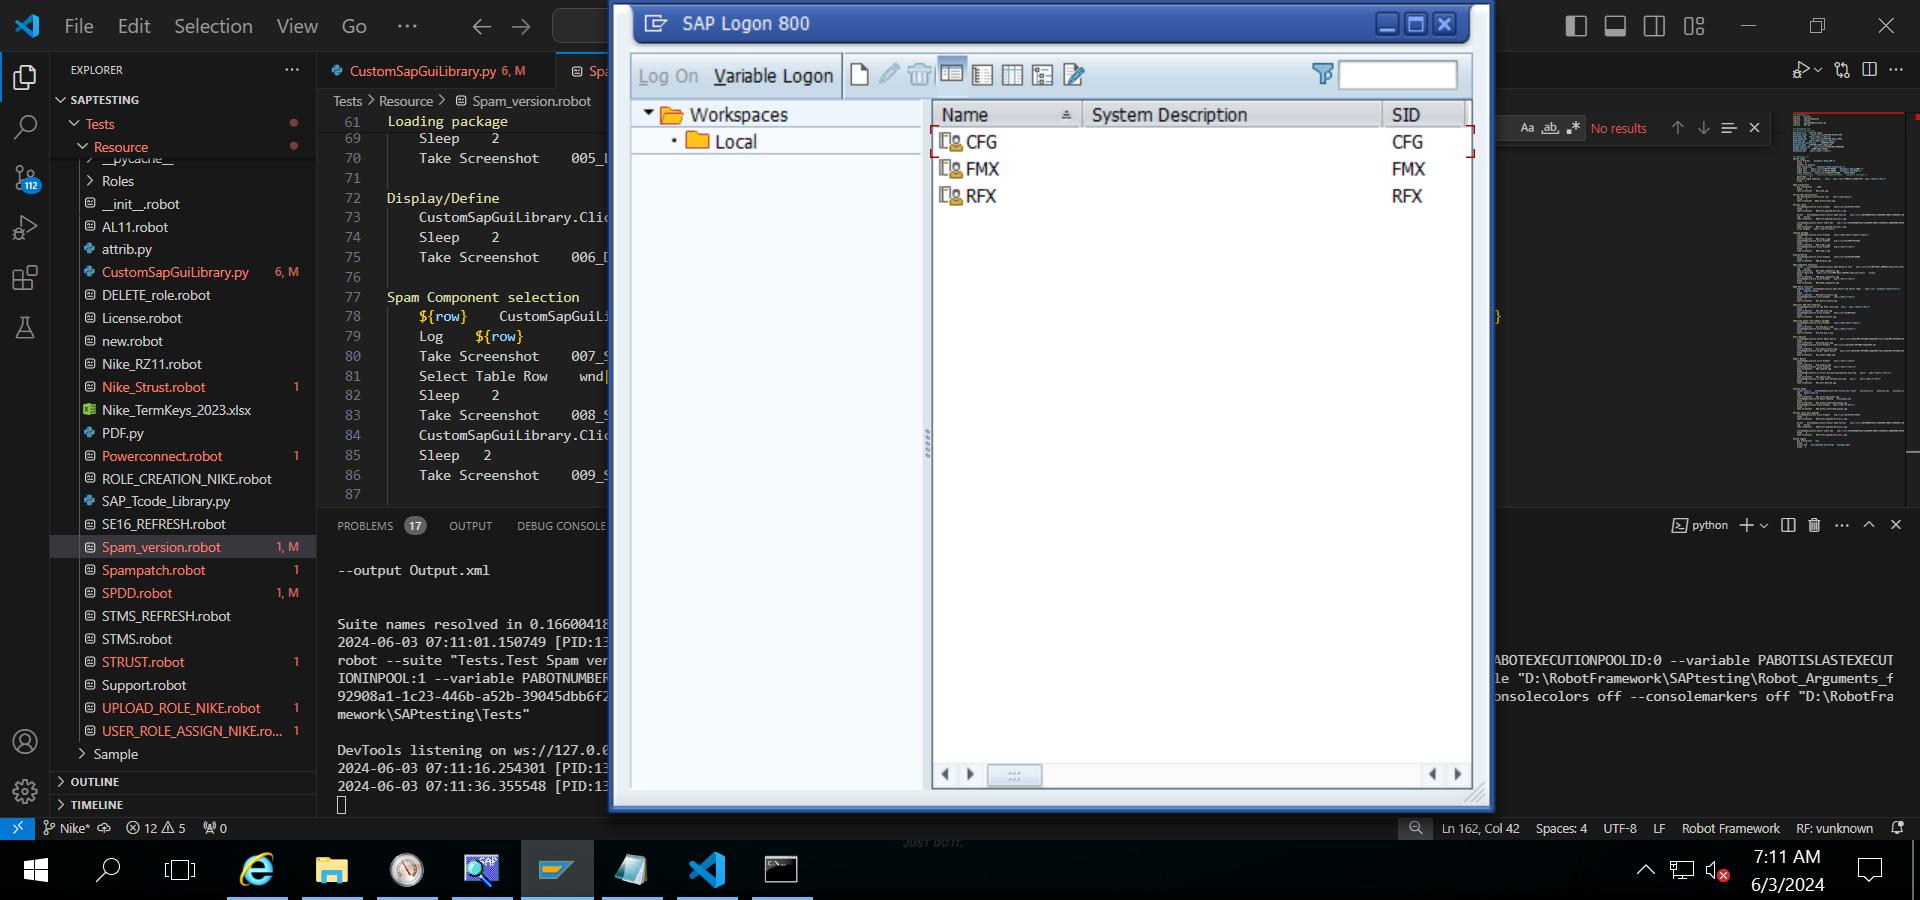 File Edit Selection View Go ···
SAP Logon 800
Log On Variable Logon
Workspaces
Local
Name System Description SID
CFG CFG
FMX FMX
RFX RFX
EXPLORER ···
SAPTESTING
Tests
Resource
__pycache__
Roles
__init__.robot
AL11.robot
attrib.py
CustomSapGuiLibrary.py 6, M
DELETE_role.robot
License.robot
new.robot
Nike_RZ11.robot
Nike_Strust.robot 1
Nike_TermKeys_2023.xlsx
PDF.py
Powerconnect.robot 1
ROLE_CREATION_NIKE.robot
SAP_Tcode_Library.py
SE16_REFRESH.robot
Spam_version.robot 1, M
Spampatch.robot 1
SPDD.robot 1, M
STMS_REFRESH.robot
STMS.robot
STRUST.robot 1
Support.robot
UPLOAD_ROLE_NIKE.robot 1
USER_ROLE_ASSIGN_NIKE.ro... 1
Sample
OUTLINE
TIMELINE
112
CustomSapGuiLibrary.py 6, M
Tests > Resource > Spam_version.robot
Aa ab .* No results
61 Loading package
69 Sleep 2
70 Take Screenshot
71
72 Display/Define
73 CustomSapGuiLibrary.Clic
74 Sleep 2
75 Take Screenshot
76
77 Spam Component selection
78 ${row} CustomSapGuiLi }
79 Log ${row}
80 Take Screenshot
81 Select Table Row
82 Sleep 2
83 Take Screenshot
84 CustomSapGuiLibrary.Clic
85 Sleep 2
86 Take Screenshot
87
PROBLEMS 17 OUTPUT DEBUG CONSOLE
python
--output Output.xml
Suite names resolved in 0.16600418
2024-06-03 07:11:01.150749 [PID:13
robot --suite "Tests.Test Spam ver ABOTEXECUTIONPOOLID:0 --variable PABOTISLASTEXECUT
IONINPOOL:1 --variable PABOTNUMBER le "D:\RobotFramework\SAPtesting\Robot_Arguments_f
92908a1-1c23-446b-a52b-39045dbb6f2 onsolecolors off --consolemarkers off "D:\RobotFra
mework\SAPtesting\Tests"
DevTools listening on ws://127.0.0
2024-06-03 07:11:16.254301 [PID:13
2024-06-03 07:11:36.355548 [PID:13
Nike* 12 5 0
Ln 162, Col 42 Spaces: 4 UTF-8 LF Robot Framework RF: vunknown
JUST DO IT.
7:11 AM
6/3/2024